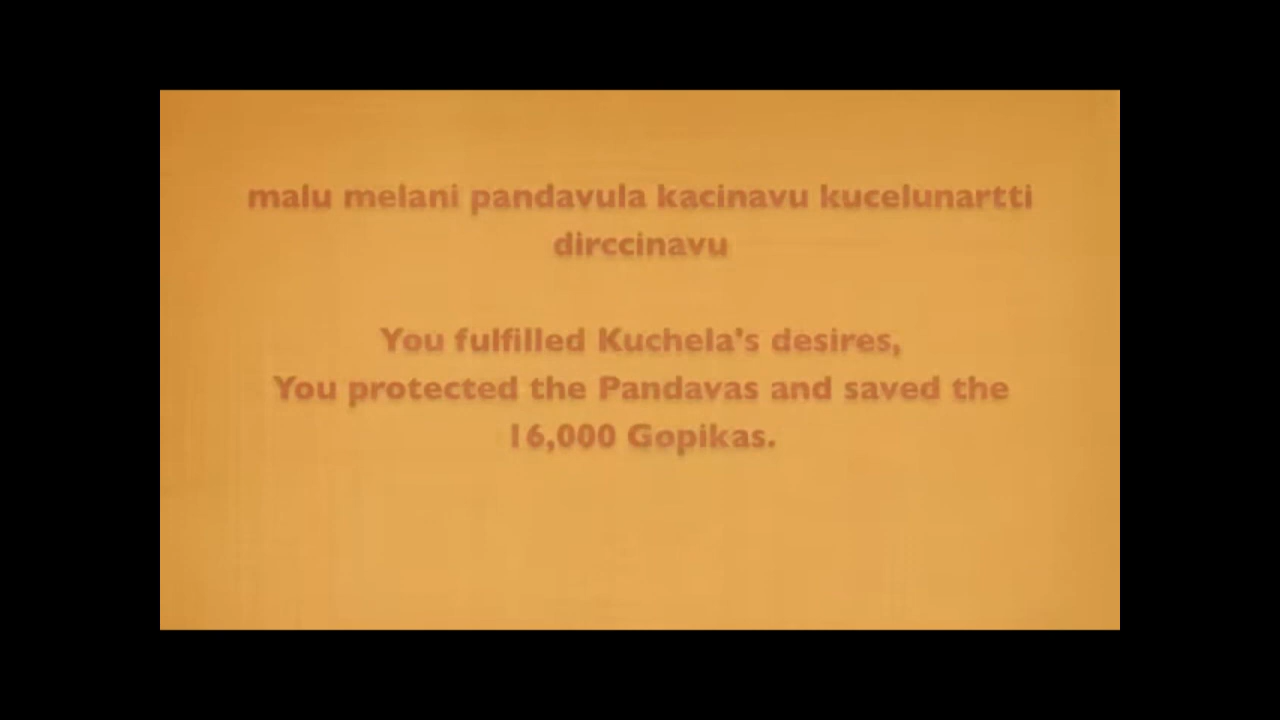 malu melani pandavula kacinavu kucelunartti
dirccinavu
You fulfilled Kuchela's desires,
You protected the Pandavas and saved the
16,000 Gopikas.